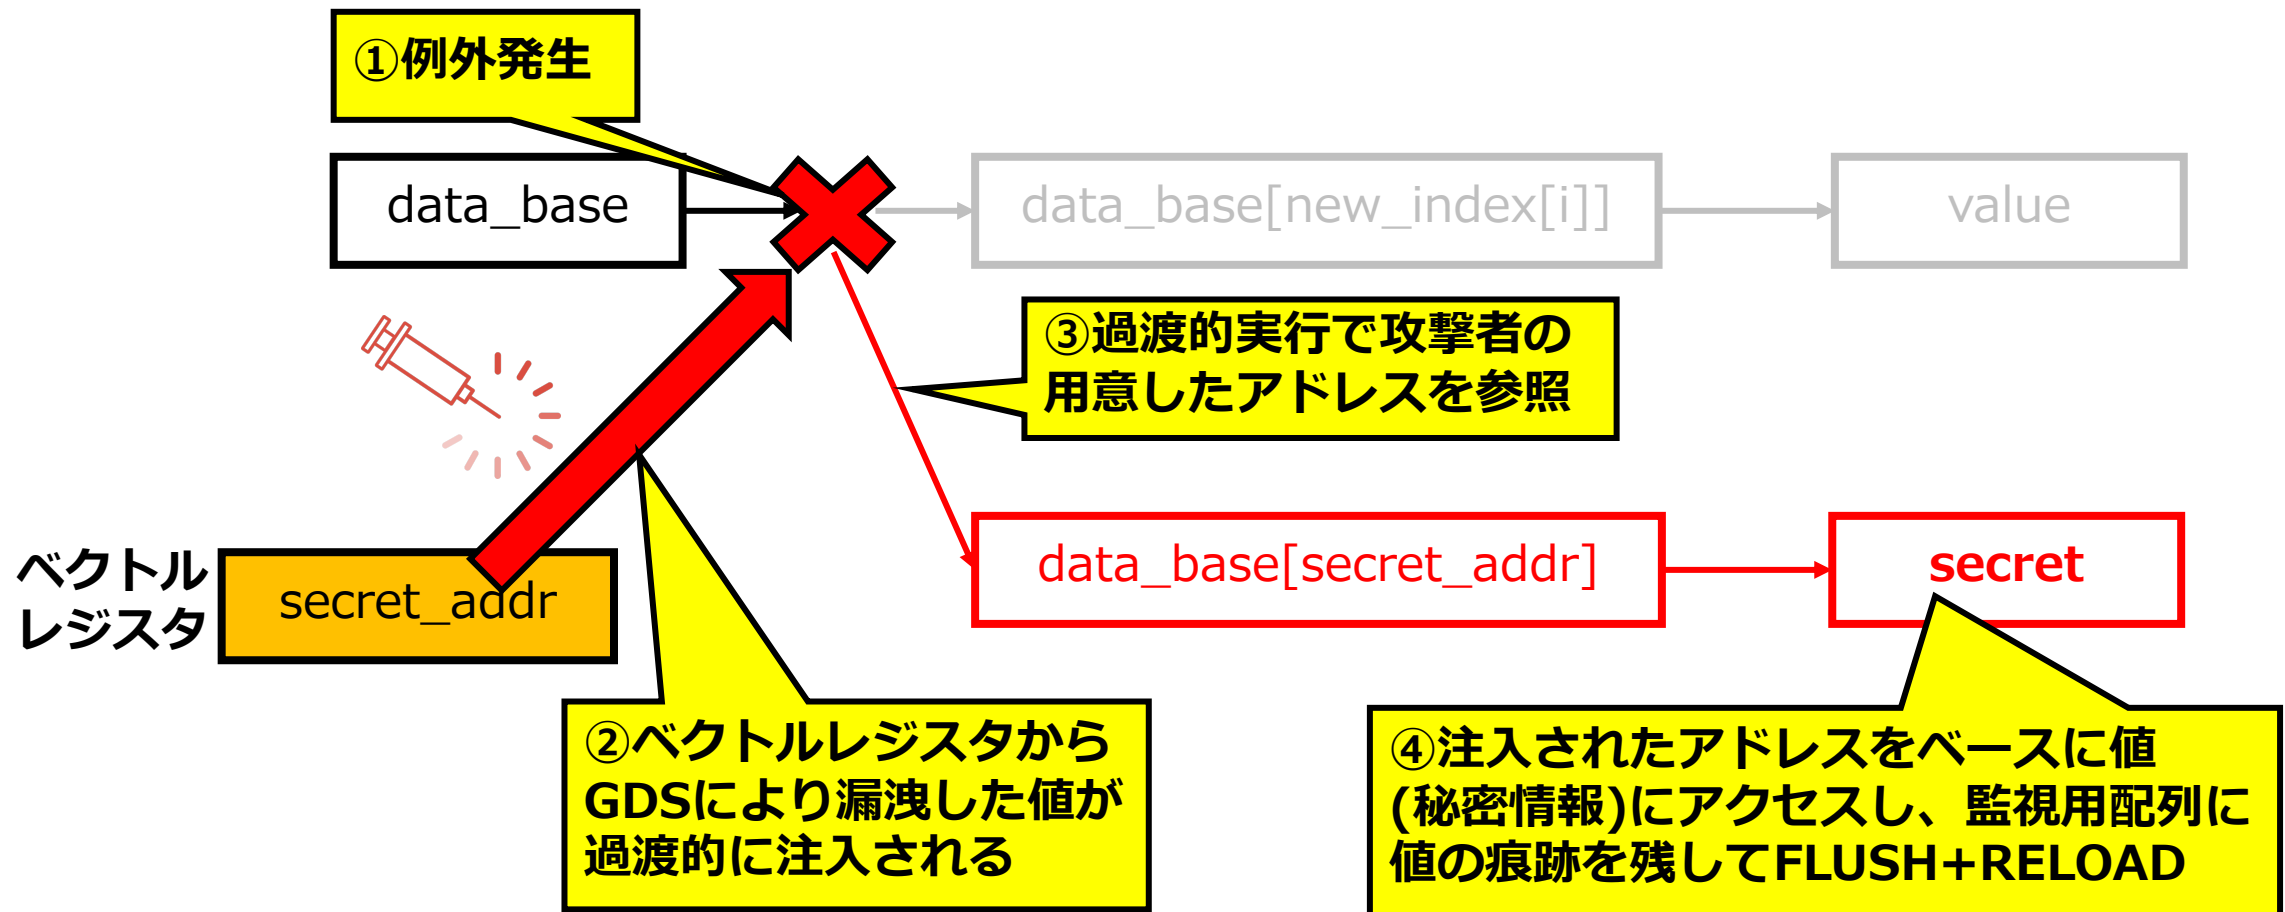 ①例外発生
data_base
data_base[new_index[i]]
value
③過渡的実行で攻撃者の
用意したアドレスを参照
ベクトル
レジスタ
secret_addr
data_base[secret_addr]
secret
②ベクトルレジスタから
GDSにより漏洩した値が
過渡的に注入される
④注入されたアドレスをベースに値
(秘密情報)にアクセスし、監視用配列に
値の痕跡を残してFLUSH+RELOAD